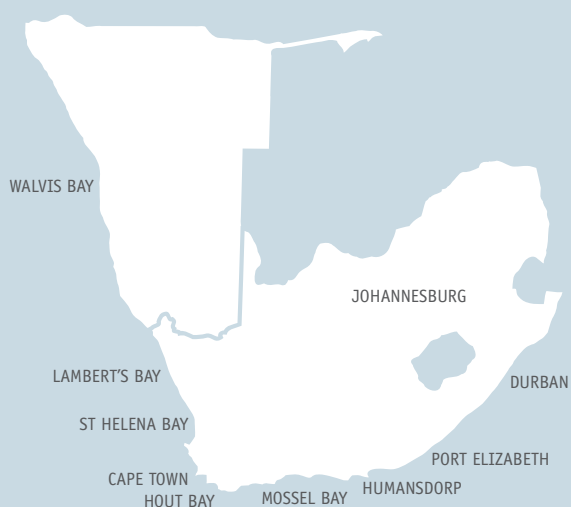 WALVIS BAY
JOHANNESBURG
LAMBERT'S BAY
DURBAN
ST HELENA BAY
PORT ELIZABETH
CAPE TOWN
HUMANSDORP
HOUT BAY
MOSSEL BAY